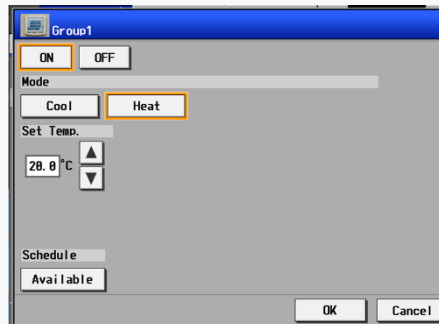 Group1
ON OFF
Mode
Cool Heat
Set Temp.
20.0 °C
Schedule
Available
OK Cancel